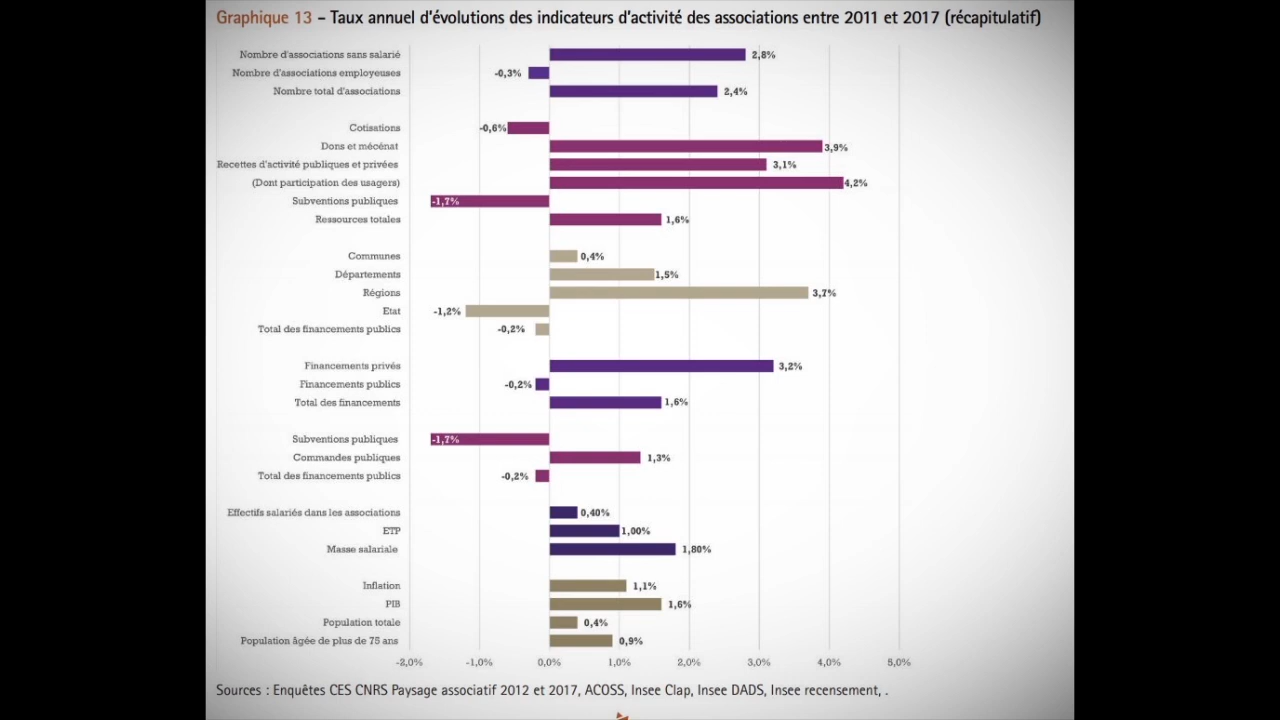 Graphique 13 – Taux annuel d'évolutions des indicateurs d'activité des associations entre 2011 et 2017 (récapitulatif)
Nombre d'associations sans salarié 2,8%
Nombre d'associations employeuses -0,3%
Nombre total d'associations 2,4%
Cotisations -0,6%
Dons et mécénat 3,9%
Recettes d'activité publiques et privées 3,1%
(Dont participation des usagers) 4,2%
Subventions publiques -1,7%
Ressources totales 1,6%
Communes 0,4%
Départements 1,5%
Régions 3,7%
Etat -1,2%
Total des financements publics -0,2%
Financements privés 3,2%
Financements publics -0,2%
Total des financements 1,6%
Subventions publiques -1,7%
Commandes publiques 1,3%
Total des financements publics -0,2%
Effectifs salariés dans les associations 0,40%
ETP 1,00%
Masse salariale 1,80%
Inflation 1,1%
PIB 1,6%
Population totale 0,4%
Population âgée de plus de 75 ans 0,9%
-2,0% -1,0% 0,0% 1,0% 2,0% 3,0% 4,0% 5,0%
Sources : Enquêtes CES CNRS Paysage associatif 2012 et 2017, ACOSS, Insee Clap, Insee DADS, Insee recensement, .